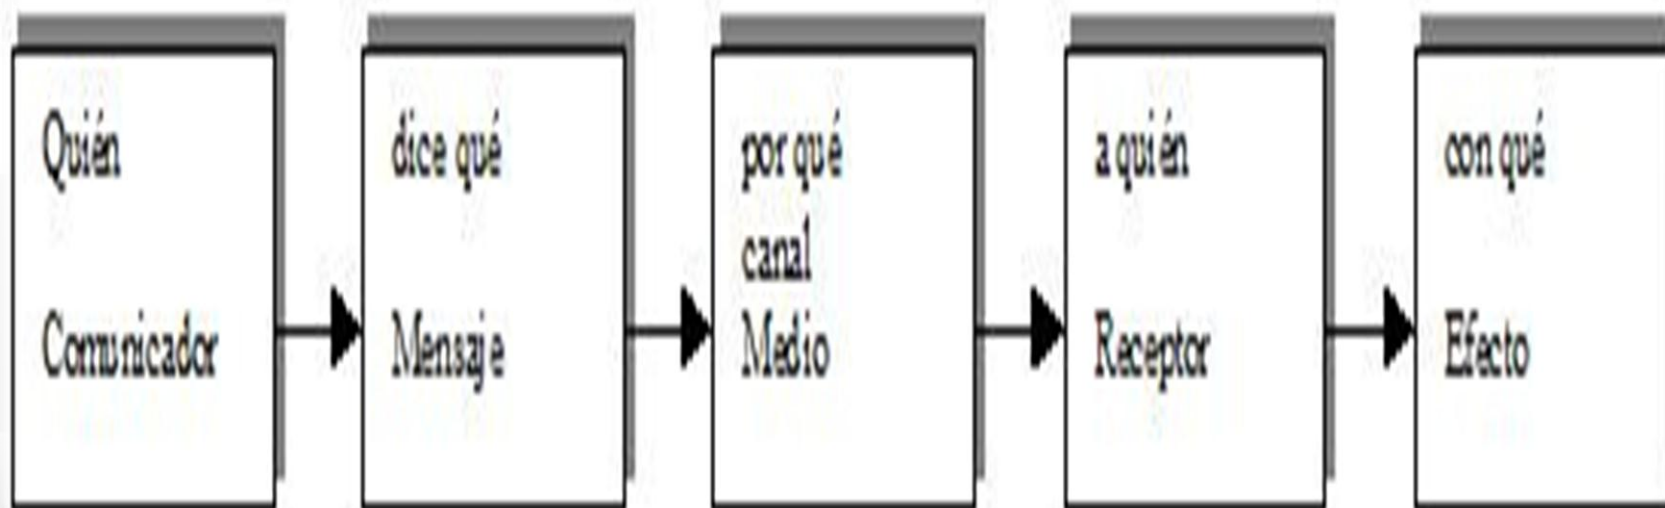 Quién
Comunicador
dice qué
Mensaje
por qué
canal
Medio
a quién
Receptor
con qué
Efecto